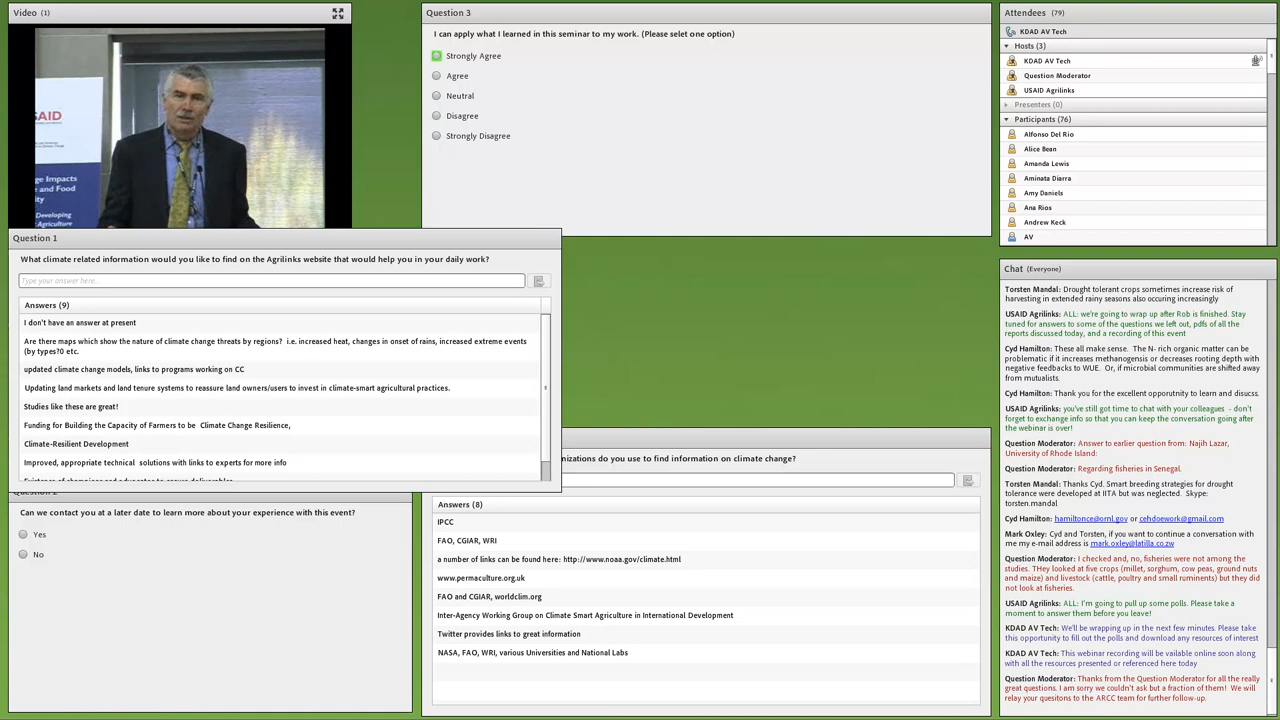 Video (1)
SAID
ge Impacts
e and Food
ity
Developing
Agriculture
Question 3
I can apply what I learned in this seminar to my work. (Please selet one option)
Strongly Agree
Agree
Neutral
Disagree
Strongly Disagree
Attendees (79)
KDAD AV Tech
Hosts (3)
KDAD AV Tech
Question Moderator
USAID Agrilinks
Presenters (0)
Participants (76)
Alfonso Del Rio
Alice Bean
Amanda Lewis
Aminata Diarra
Amy Daniels
Ana Rios
Andrew Keck
AV
Question 1
What climate related information would you like to find on the Agrilinks website that would help you in your daily work?
Type your answer here...
Answers (9)
I don't have an answer at present
Are there maps which show the nature of climate change threats by regions? i.e. increased heat, changes in onset of rains, increased extreme events
(by types?0 etc.
updated climate change models, links to programs working on CC
Updating land markets and land tenure systems to reassure land owners/users to invest in climate-smart agricultural practices.
Studies like these are great!
Funding for Building the Capacity of Farmers to be Climate Change Resilience,
Climate-Resilient Development
Improved, appropriate technical solutions with links to experts for more info
Question 2
Can we contact you at a later date to learn more about your experience with this event?
Yes
No
nizations do you use to find information on climate change?
Answers (8)
IPCC
FAO, CGIAR, WRI
a number of links can be found here: http://www.noaa.gov/climate.html
www.permaculture.org.uk
FAO and CGIAR, worldclim.org
Inter-Agency Working Group on Climate Smart Agriculture in International Development
Twitter provides links to great information
NASA, FAO, WRI, various Universities and National Labs
Chat (Everyone)
Torsten Mandal: Drought tolerant crops sometimes increase risk of
harvesting in extended rainy seasons also occuring increasingly
USAID Agrilinks: ALL: we're going to wrap up after Rob is finished. Stay
tuned for answers to some of the questions we left out, pdfs of all the
reports discussed today, and a recording of this event
Cyd Hamilton: These all make sense. The N- rich organic matter can be
problematic if it increases methanogensis or decreases rooting depth with
negative feedbacks to WUE. Or, if microbial communities are shifted away
from mutualists.
Cyd Hamilton: Thank you for the excellent opporutnity to learn and discuss.
USAID Agrilinks: you've still got time to chat with your colleagues - don't
forget to exchange info so that you can keep the conversation going after
the webinar is over!
Question Moderator: Answer to earlier question from: Najih Lazar,
University of Rhode Island:
Question Moderator: Regarding fisheries in Senegal.
Torsten Mandal: Thanks Cyd. Smart breeding strategies for drought
tolerance were developed at IITA but was neglected. Skype:
torsten.mandal
Cyd Hamilton: hamiltonce@ornl.gov or cehdoework@gmail.com
Mark Oxley: Cyd and Torsten, if you want to continue a conversation with
me my e-mail address is mark.oxley@latilla.co.zw
Question Moderator: I checked and, no, fisheries were not among the
studies. THey looked at five crops (millet, sorghum, cow peas, ground nuts
and maize) and livestock (cattle, poultry and small ruminents) but they did
not look at fisheries.
USAID Agrilinks: ALL: I'm going to pull up some polls. Please take a
moment to answer them before you leave!
KDAD AV Tech: We'll be wrapping up in the next few minutes. Please take
this opportunity to fill out the polls and download any resources of interest
KDAD AV Tech: This webinar recording will be vailable online soon along
with all the resources presented or referenced here today
Question Moderator: Thanks from the Question Moderator for all the really
great questions. I am sorry we couldn't ask but a fraction of them! We will
relay your quesitons to the ARCC team for further follow-up.